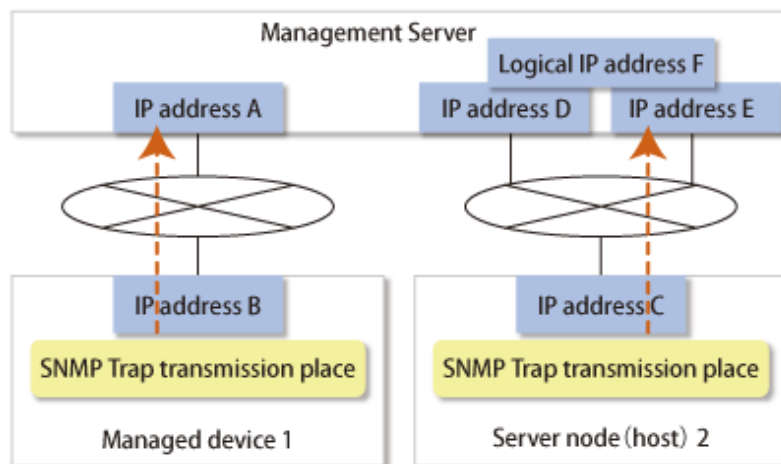 Management Server
Logical IP address F
IP address A
IP address D
IP address E
IP address B
IP address C
SNMP Trap transmission place
SNMP Trap transmission place
Managed device 1
Server node(host) 2